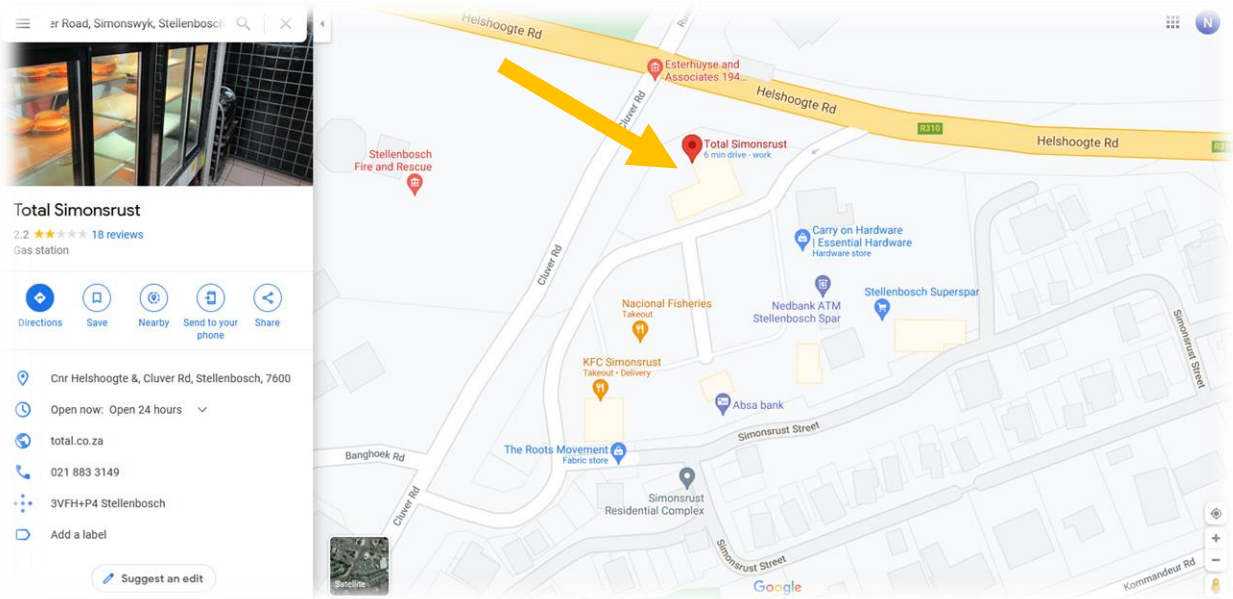 er Road, Simonswyk, Stellenbosch
Total Simonsrust
2.2
18 reviews
Gas station
Directions
Save
Nearby
Send to your
phone
Share
Cnr Helshoogte &, Cluver Rd, Stellenbosch, 7600
Open now: Open 24 hours
total.co.za
021 883 3149
3VFH+P4 Stellenbosch
Add a label
Suggest an edit
Helshoogte Rd
N
Esterhuyse and
Associates 194...
Helshoogte Rd
Cluver Rd
R310
Helshoogte Rd
Total Simonsrust
6 min drive - work
Stellenbosch
Fire and Rescue
Carry on Hardware
| Essential Hardware
Hardware store
Cluver Rd
Nedbank ATM
Stellenbosch Spar
Stellenbosch Superspar
Nacional Fisheries
Takeout
Simonsrust Street
KFC Simonsrust
Takeout • Delivery
Absa bank
Simonsrust Street
The Roots Movement
Fabric store
Banghoek Rd
Cluver Rd
Simonsrust
Residential Complex
Simonsrust Street
Kommandeur Rd
Satellite
Google